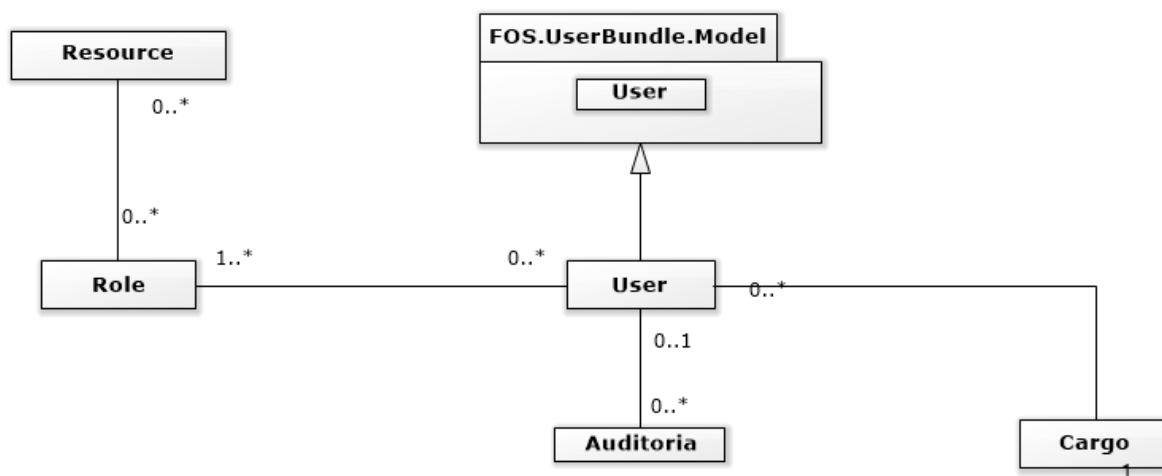 FOS.UserBundle.Model
Resource
User
0..*
0..*
1..*
0..*
Role
User
0..*
0..1
0..*
Auditoria
Cargo
1